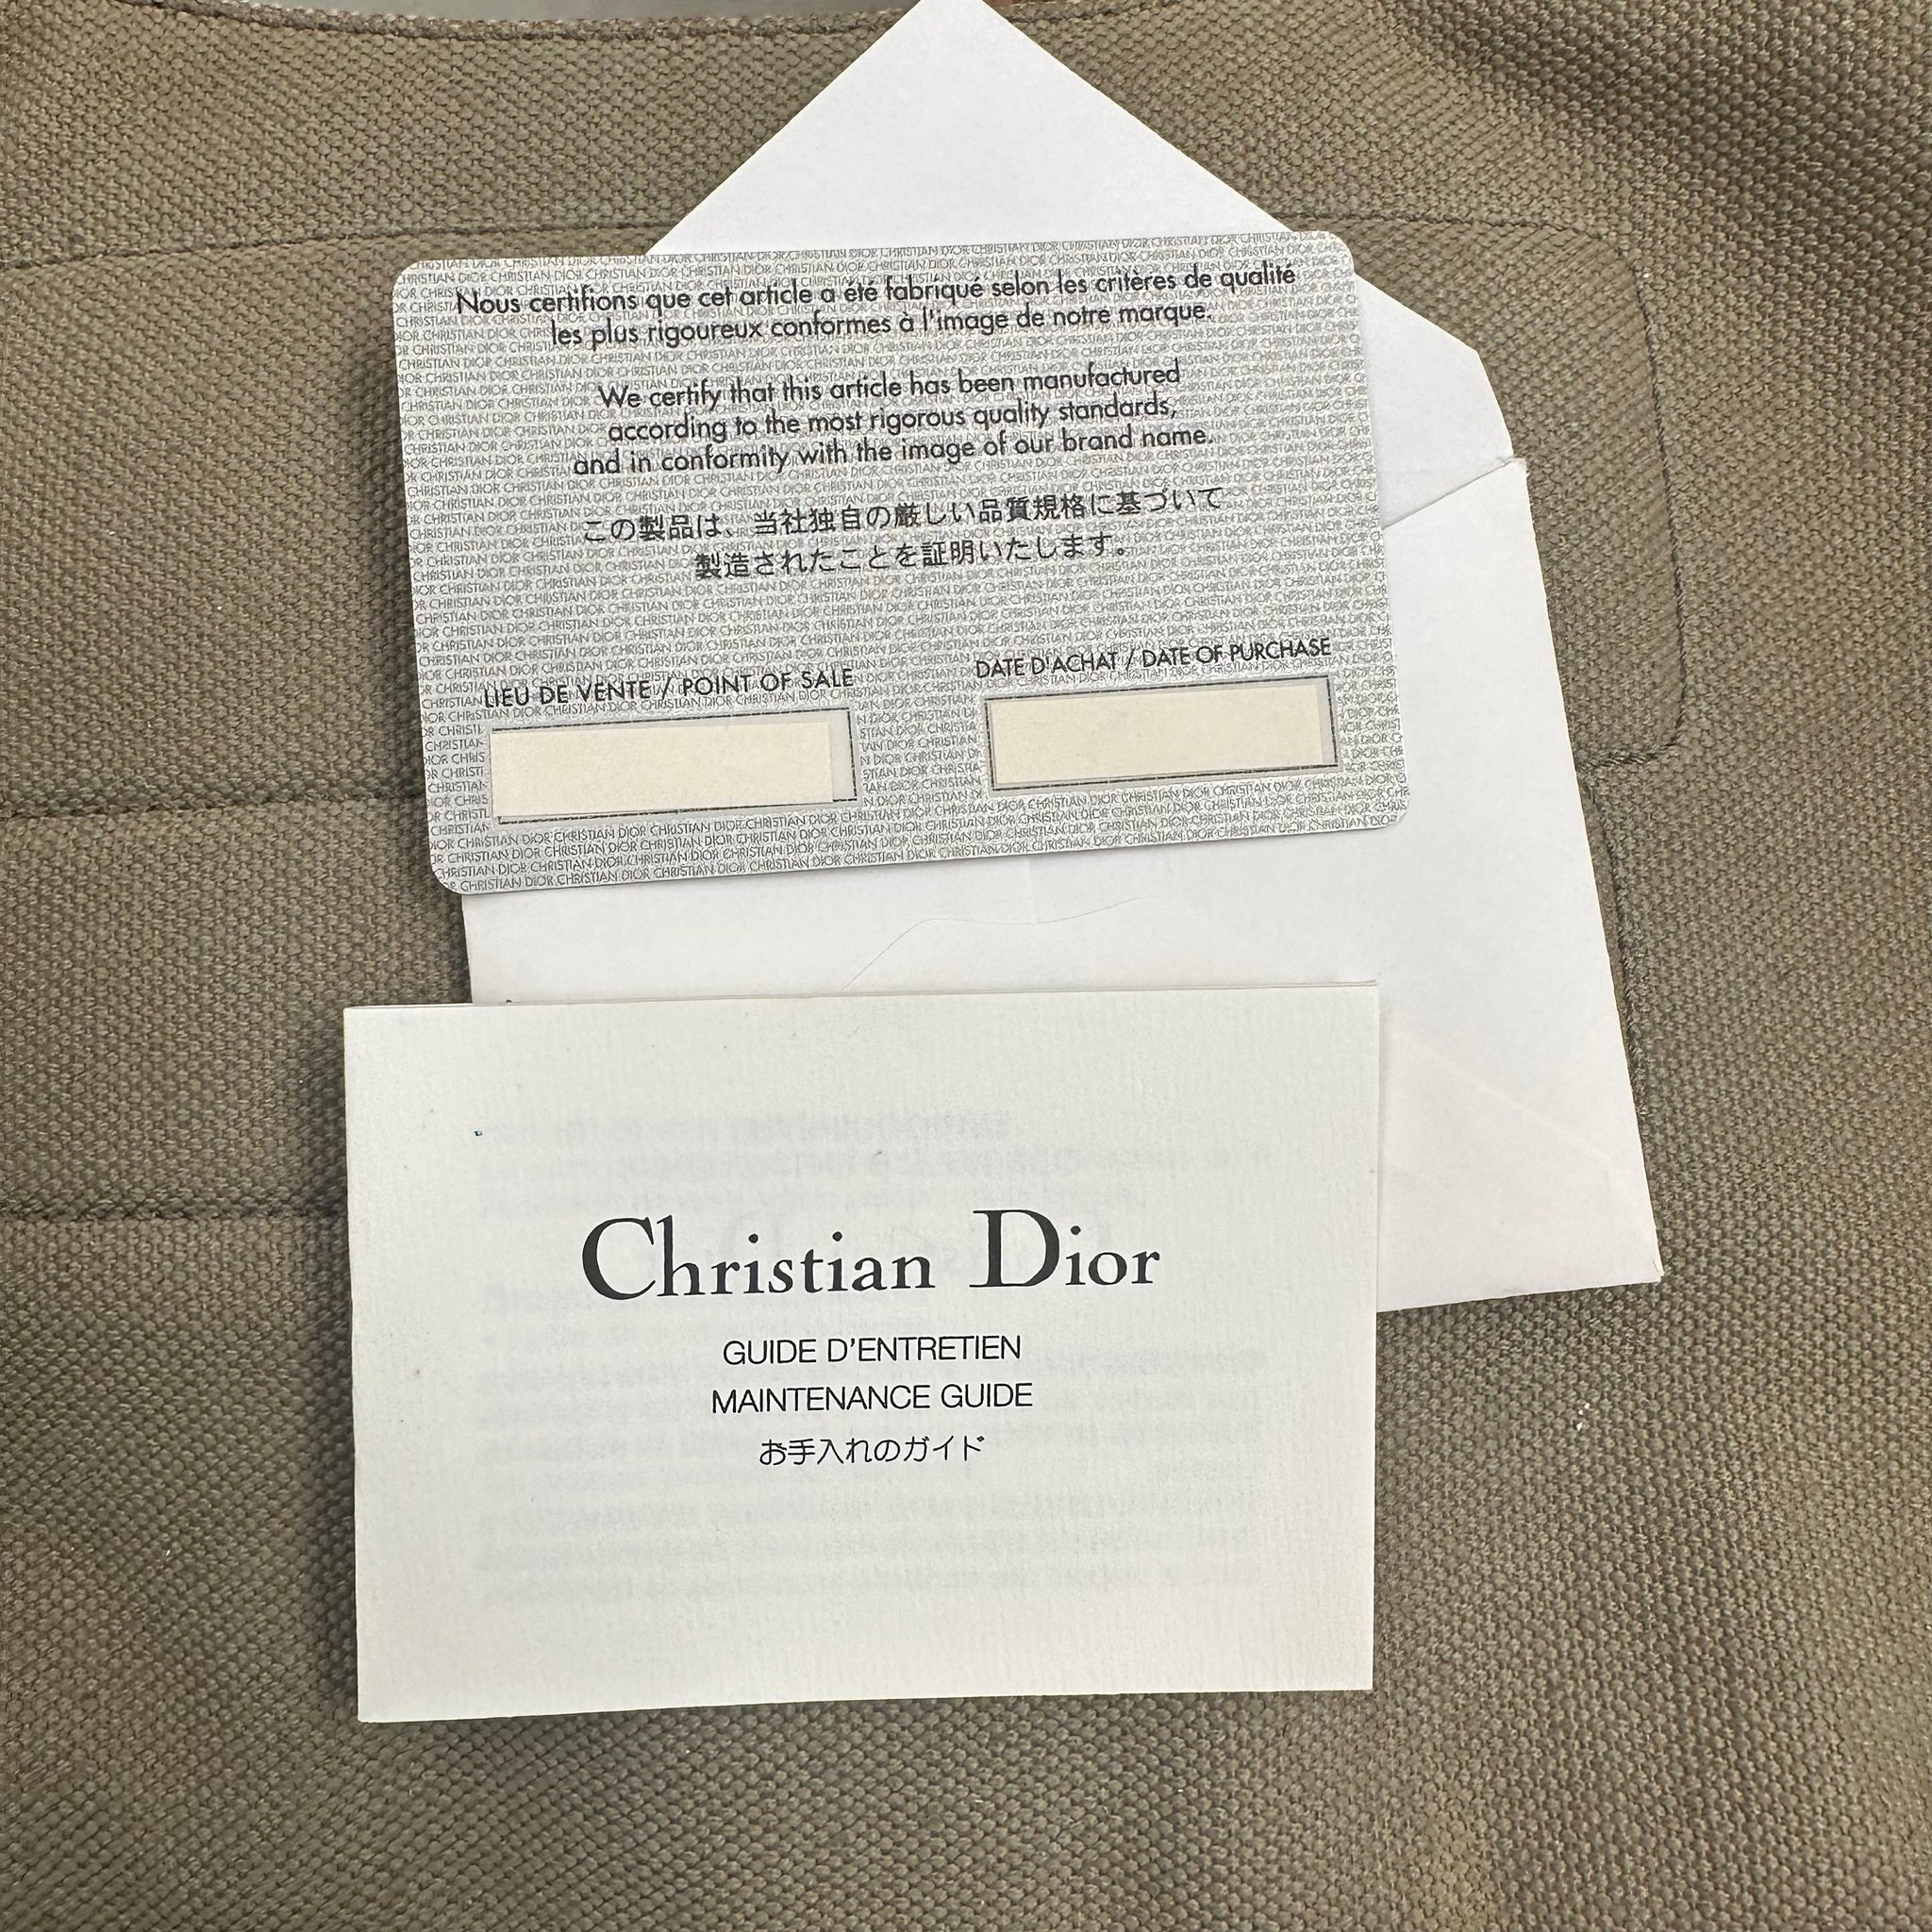 Nous certifions que cet article a été fabriqué selon les critères de qualité
les plus rigoureux conformes à l'image de notre marque.
We certify that this article has been manufactured
according to the most rigorous quality standards,
and in conformity with the image of our brand name.
この製品は、当社独自の厳しい品質規格に基づいて
製造されたことを証明いたします。
LIEU DE VENTE / POINT OF SALE
DATE D'ACHAT / DATE OF PURCHASE
Christian Dior
GUIDE D'ENTRETIEN
MAINTENANCE GUIDE
お手入れのガイド